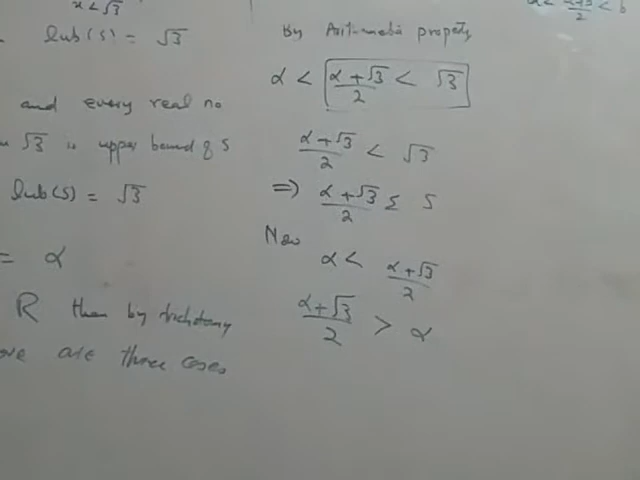 x < √3
lub(S) = √3
and every real no
√3 is upper bound of S
lub(S) = √3
= α
R then by trichotomy
are three cases
By Arithmetic property
α < (α+√3)/2 < √3
(α+√3)/2 < √3
=> (α+√3)/2 ε S
Now
α < (α+√3)/2
(α+√3)/2 > α